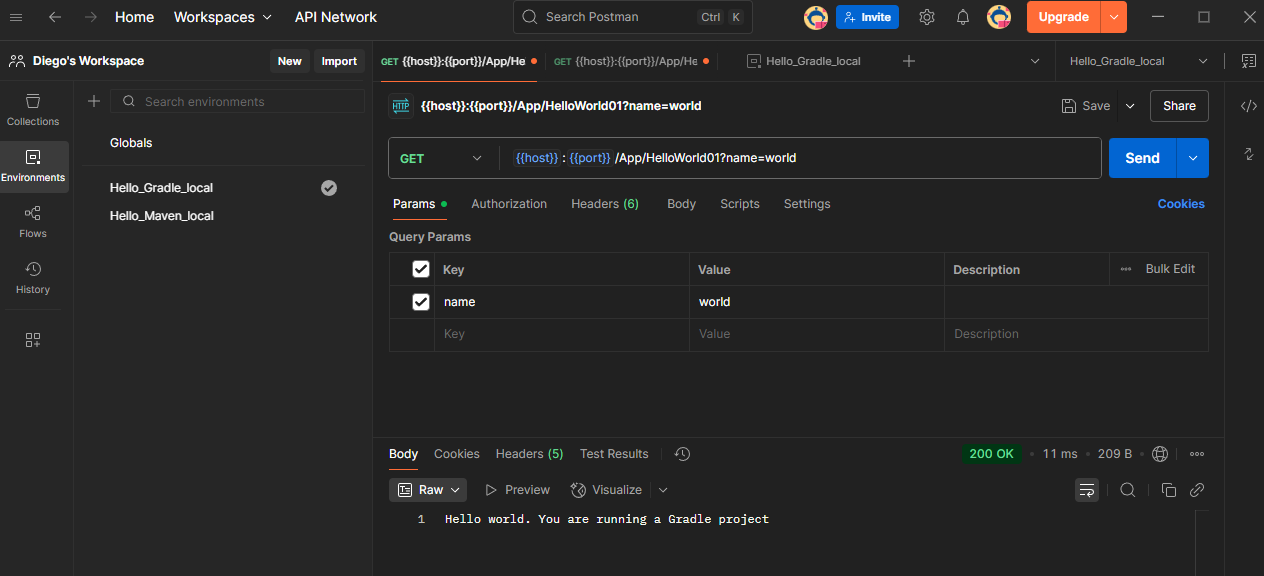 Home Workspaces API Network Search Postman Ctrl K Invite Upgrade
Diego's Workspace New Import
GET {{host}}:{{port}}/App/He GET {{host}}:{{port}}/App/He Hello_Gradle_local Hello_Gradle_local
Collections
Environments
Flows
History
Search environments
Globals
Hello_Gradle_local
Hello_Maven_local
HTTP {{host}}:{{port}}/App/HelloWorld01?name=world Save Share
GET {{host}} : {{port}} /App/HelloWorld01?name=world Send
Params Authorization Headers (6) Body Scripts Settings Cookies
Query Params
Key Value Description Bulk Edit
name world
Key Value Description
Body Cookies Headers (5) Test Results 200 OK 11 ms 209 B
Raw Preview Visualize
1 Hello world. You are running a Gradle project